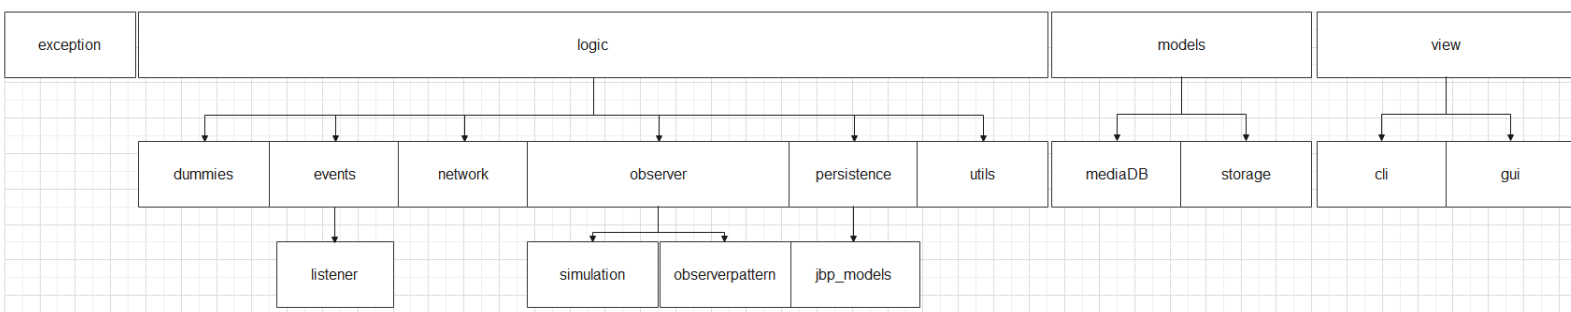 exception
logic
models
view
dummies
events
network
observer
persistence
utils
mediaDB
storage
cli
gui
listener
simulation
observerpattern
jbp_models